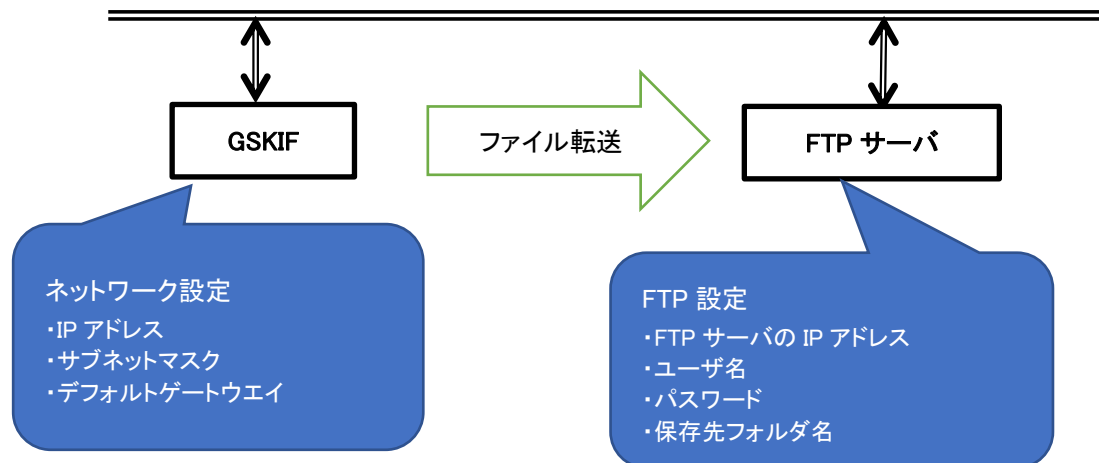 GSKIF
ファイル転送
FTP サーバ
ネットワーク設定
・IP アドレス
・サブネットマスク
・デフォルトゲートウエイ
FTP 設定
・FTP サーバの IP アドレス
・ユーザ名
・パスワード
・保存先フォルダ名